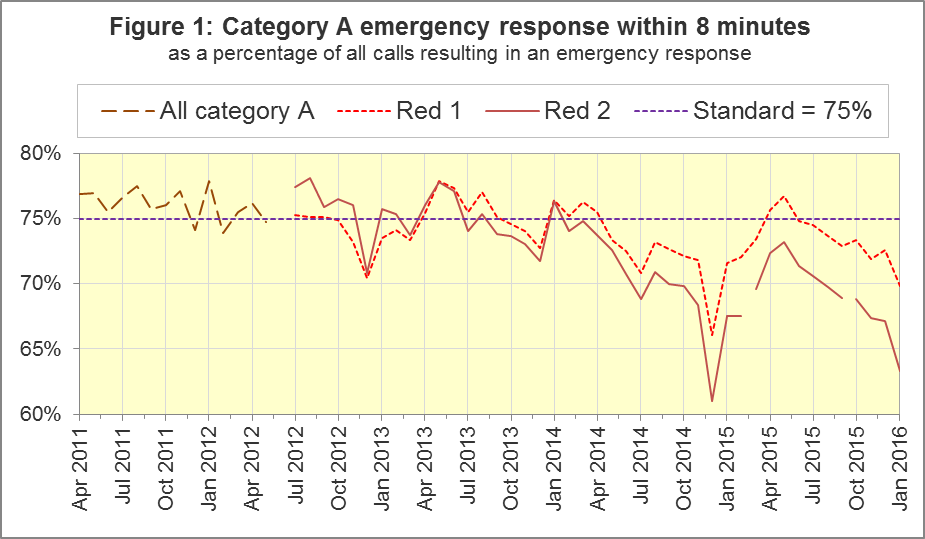 Figure 1: Category A emergency response within 8 minutes
as a percentage of all calls resulting in an emergency response
All category A Red 1 Red 2 Standard = 75%
80%
75%
70%
65%
60%
Apr 2011 Jul 2011 Oct 2011 Jan 2012 Apr 2012 Jul 2012 Oct 2012 Jan 2013 Apr 2013 Jul 2013 Oct 2013 Jan 2014 Apr 2014 Jul 2014 Oct 2014 Jan 2015 Apr 2015 Jul 2015 Oct 2015 Jan 2016